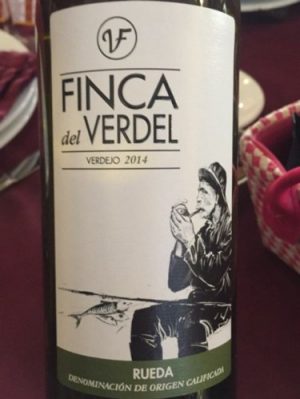 VF
FINCA
del VERDEL
VERDEJO 2014
RUEDA
DENOMINACIÓN DE ORIGEN CALIFICADA